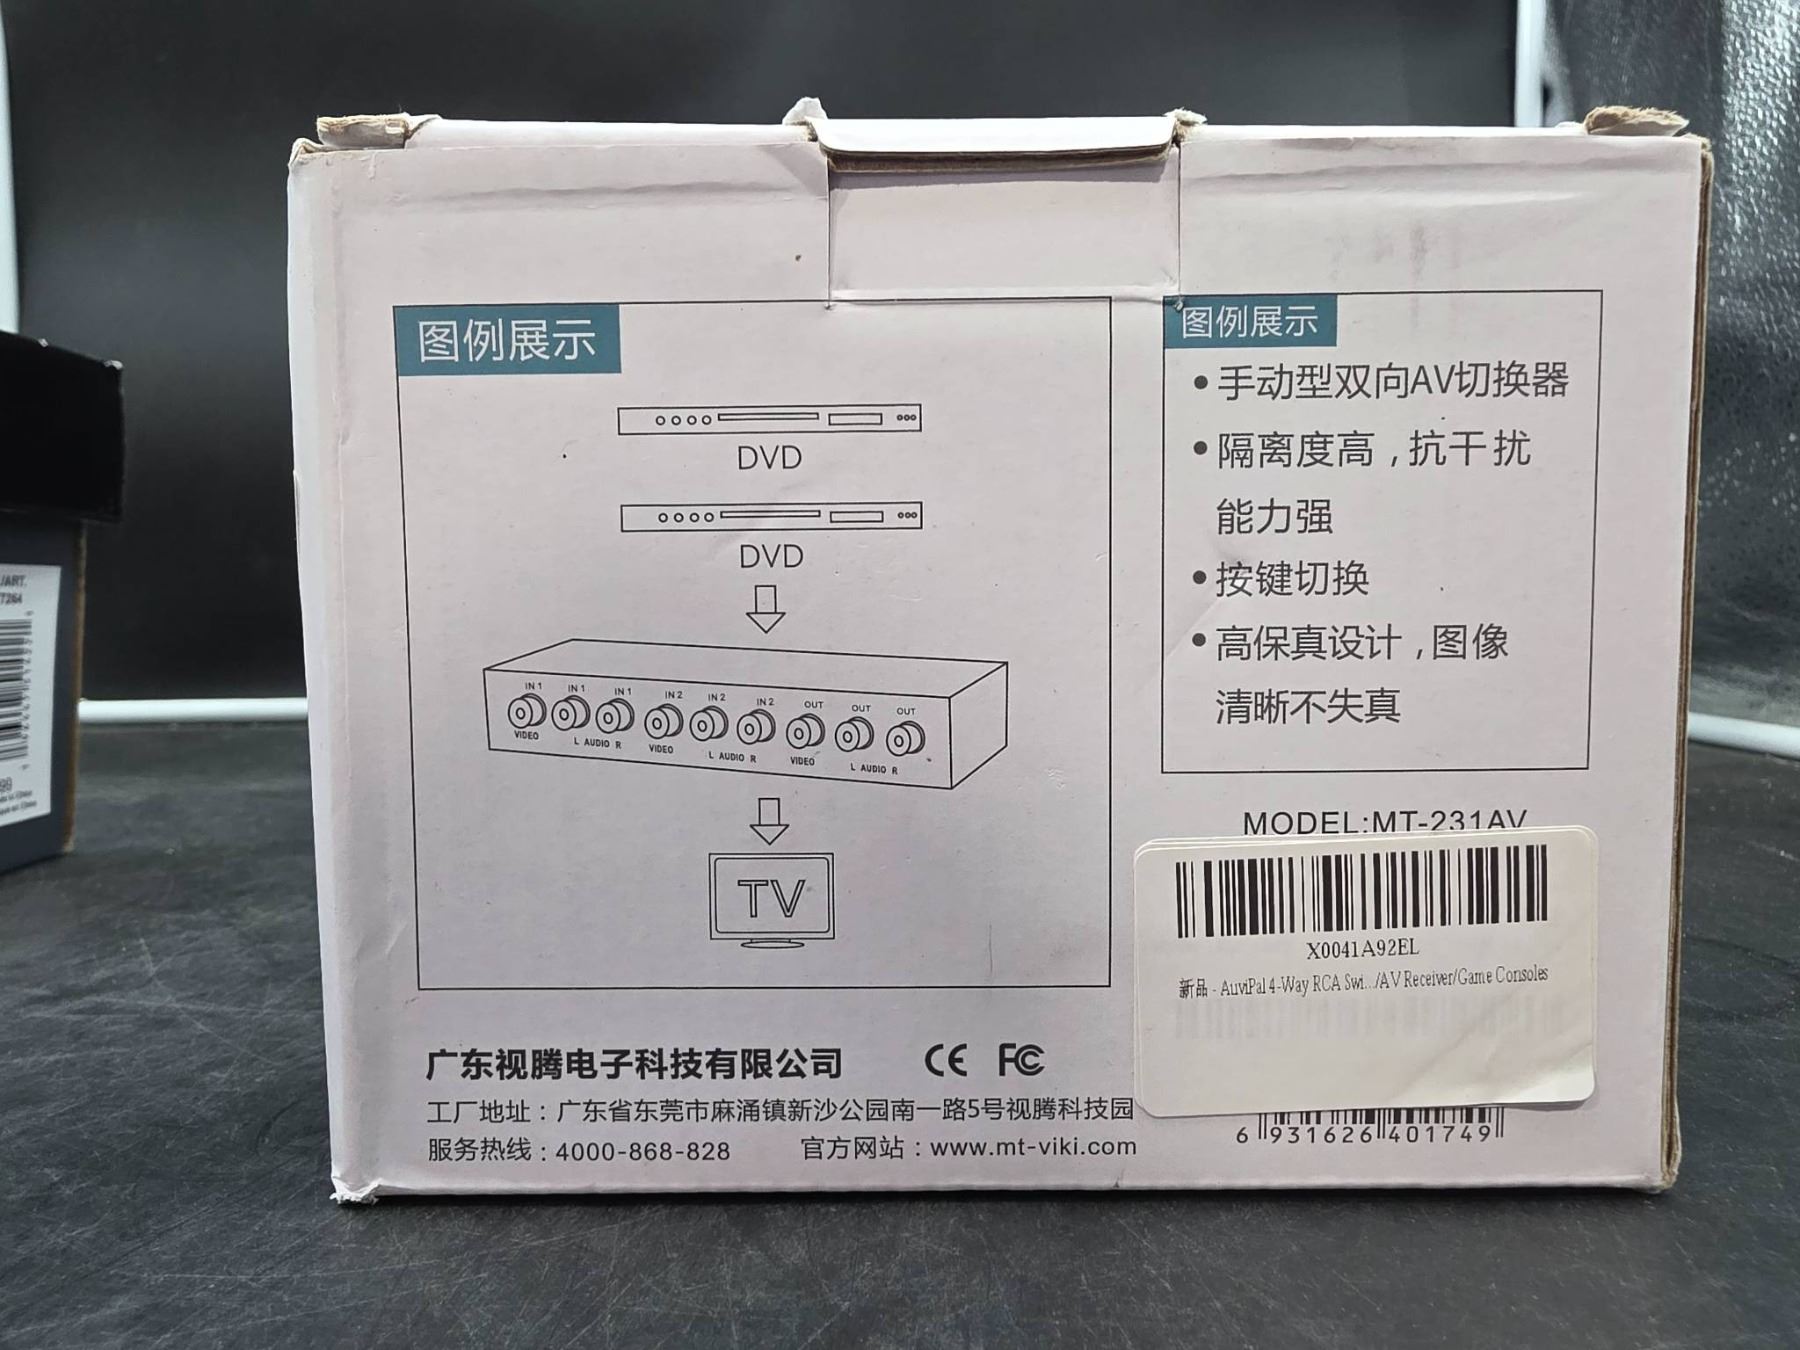 图例展示
DVD
DVD
IN 1 IN 1 IN 1 IN 2 IN 2 IN 2 OUT OUT OUT
VIDEO L AUDIO R VIDEO L AUDIO R VIDEO L AUDIO R
TV
图例展示
•手动型双向AV切换器
•隔离度高,抗干扰
能力强
•按键切换
•高保真设计,图像
清晰不失真
MODEL:MT-231AV
X0041A92EL
新品 - AuviPal 4-Way RCA Swi.../AV Receiver/Game Consoles
6 931626 401749
广东视腾电子科技有限公司 CE FC
工厂地址:广东省东莞市麻涌镇新沙公园南一路5号视腾科技园
服务热线:4000-868-828 官方网站:www.mt-viki.com
/ART.
7264